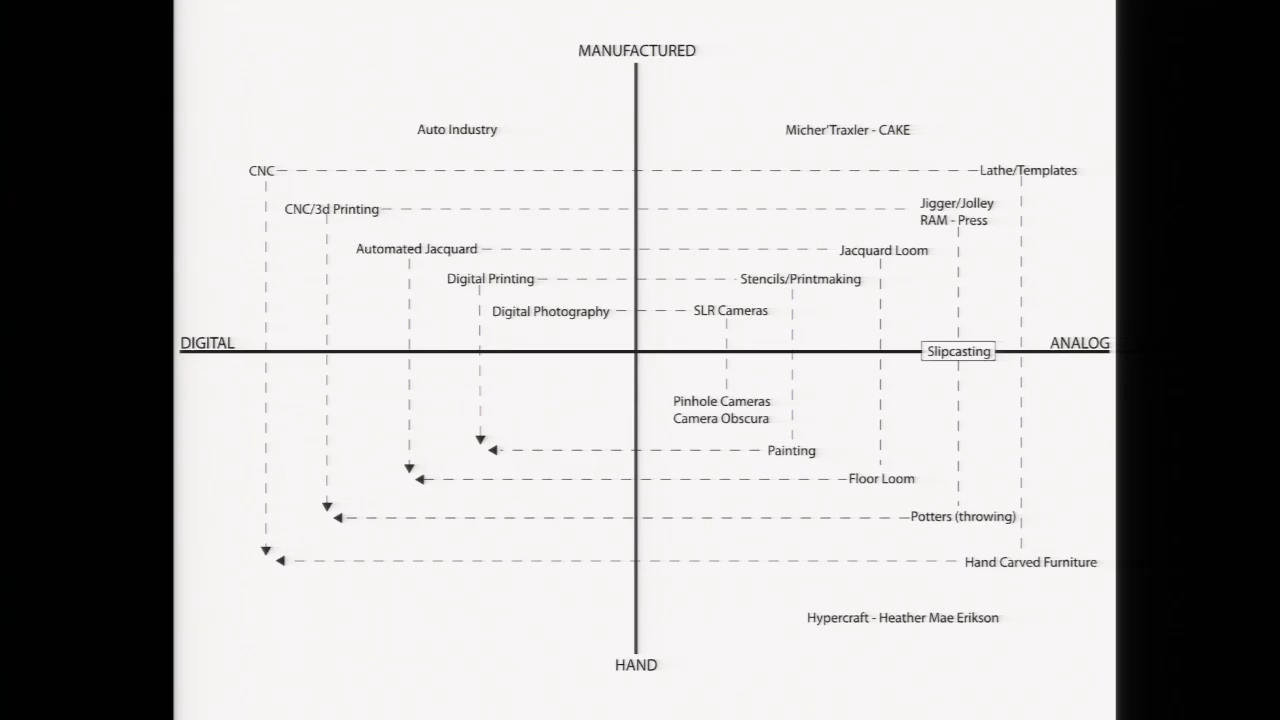 MANUFACTURED
Auto Industry
Micher'Traxler - CAKE
CNC
Lathe/Templates
CNC/3d Printing
Jigger/Jolley
RAM - Press
Automated Jacquard
Jacquard Loom
Digital Printing
Stencils/Printmaking
Digital Photography
SLR Cameras
DIGITAL
ANALOG
Slipcasting
Pinhole Cameras
Camera Obscura
Painting
Floor Loom
Potters (throwing)
Hand Carved Furniture
Hypercraft - Heather Mae Erikson
HAND